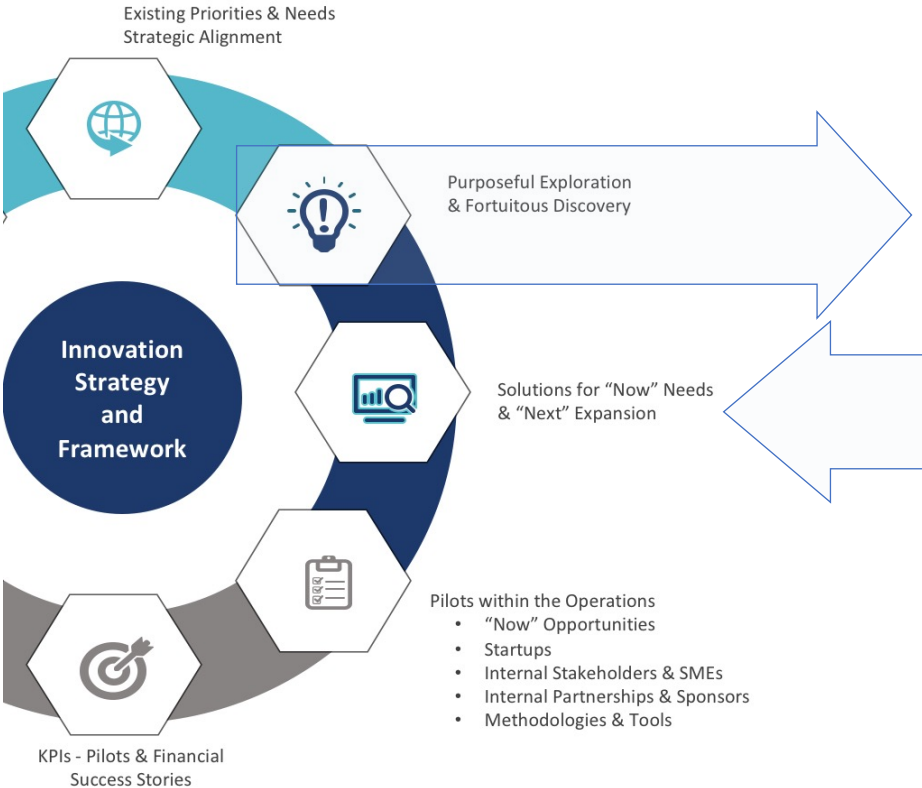 Existing Priorities & Needs
Strategic Alignment
Purposeful Exploration
& Fortuitous Discovery
Innovation
Strategy
and
Framework
Solutions for “Now” Needs
& “Next” Expansion
Pilots within the Operations
• “Now” Opportunities
• Startups
• Internal Stakeholders & SMEs
• Internal Partnerships & Sponsors
• Methodologies & Tools
KPIs - Pilots & Financial
Success Stories